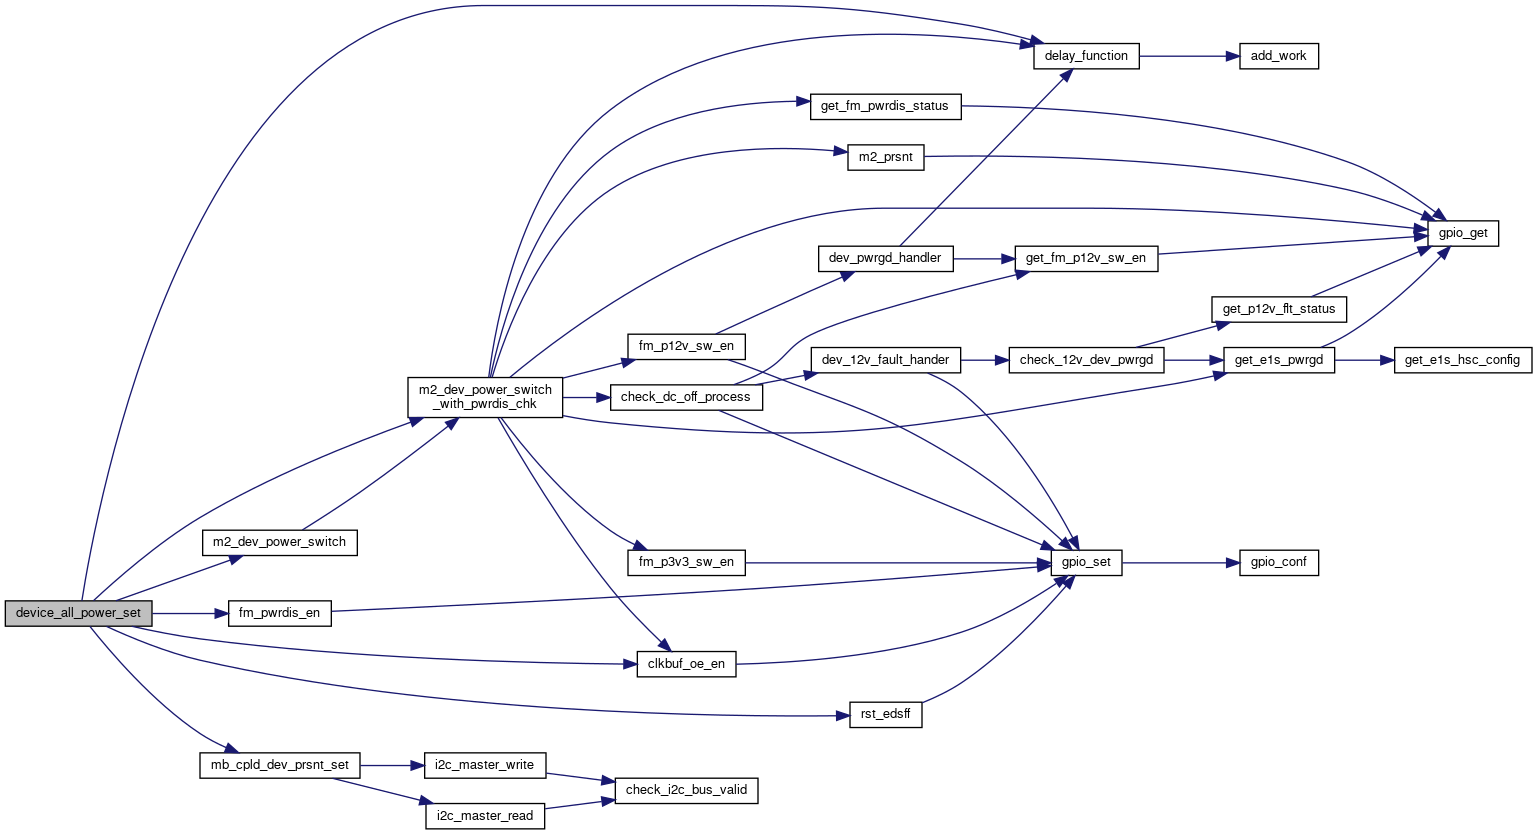 delay_function
add_work
get_fm_pwrdis_status
m2_prsnt
gpio_get
dev_pwrgd_handler
get_fm_p12v_sw_en
get_p12v_flt_status
fm_p12v_sw_en
dev_12v_fault_hander
check_12v_dev_pwrgd
get_e1s_pwrgd
get_e1s_hsc_config
m2_dev_power_switch
_with_pwrdis_chk
check_dc_off_process
m2_dev_power_switch
fm_p3v3_sw_en
gpio_set
gpio_conf
device_all_power_set
fm_pwrdis_en
clkbuf_oe_en
rst_edsff
mb_cpld_dev_prsnt_set
i2c_master_write
check_i2c_bus_valid
i2c_master_read